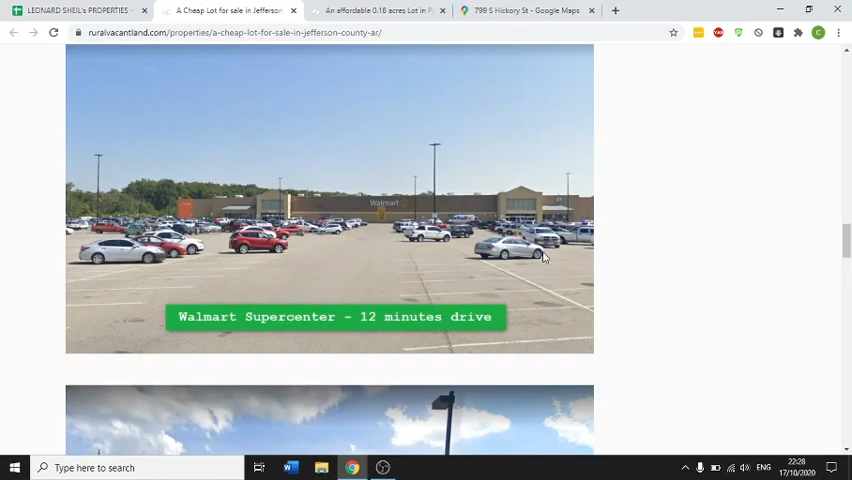 LEONARD SHEIL's PROPERTIES -
A Cheap Lot for sale in Jefferson
An affordable 0.18 acres Lot in P
799 S Hickory St - Google Maps
ruralvacantland.com/properties/a-cheap-lot-for-sale-in-jefferson-county-ar/
C
Walmart
Walmart Supercenter - 12 minutes drive
Type here to search
ENG
22:28
17/10/2020